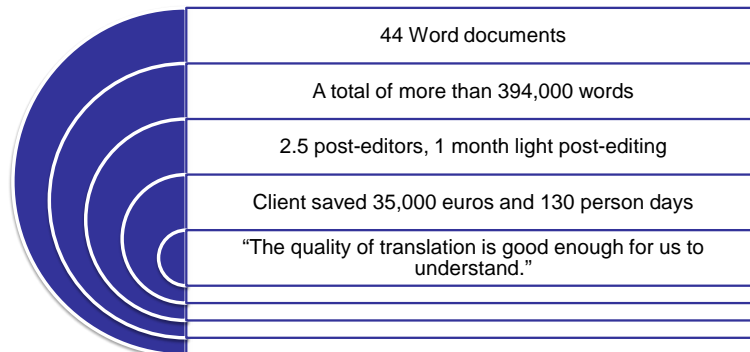 44 Word documents
A total of more than 394,000 words
2.5 post-editors, 1 month light post-editing
Client saved 35,000 euros and 130 person days
“The quality of translation is good enough for us to
understand.”